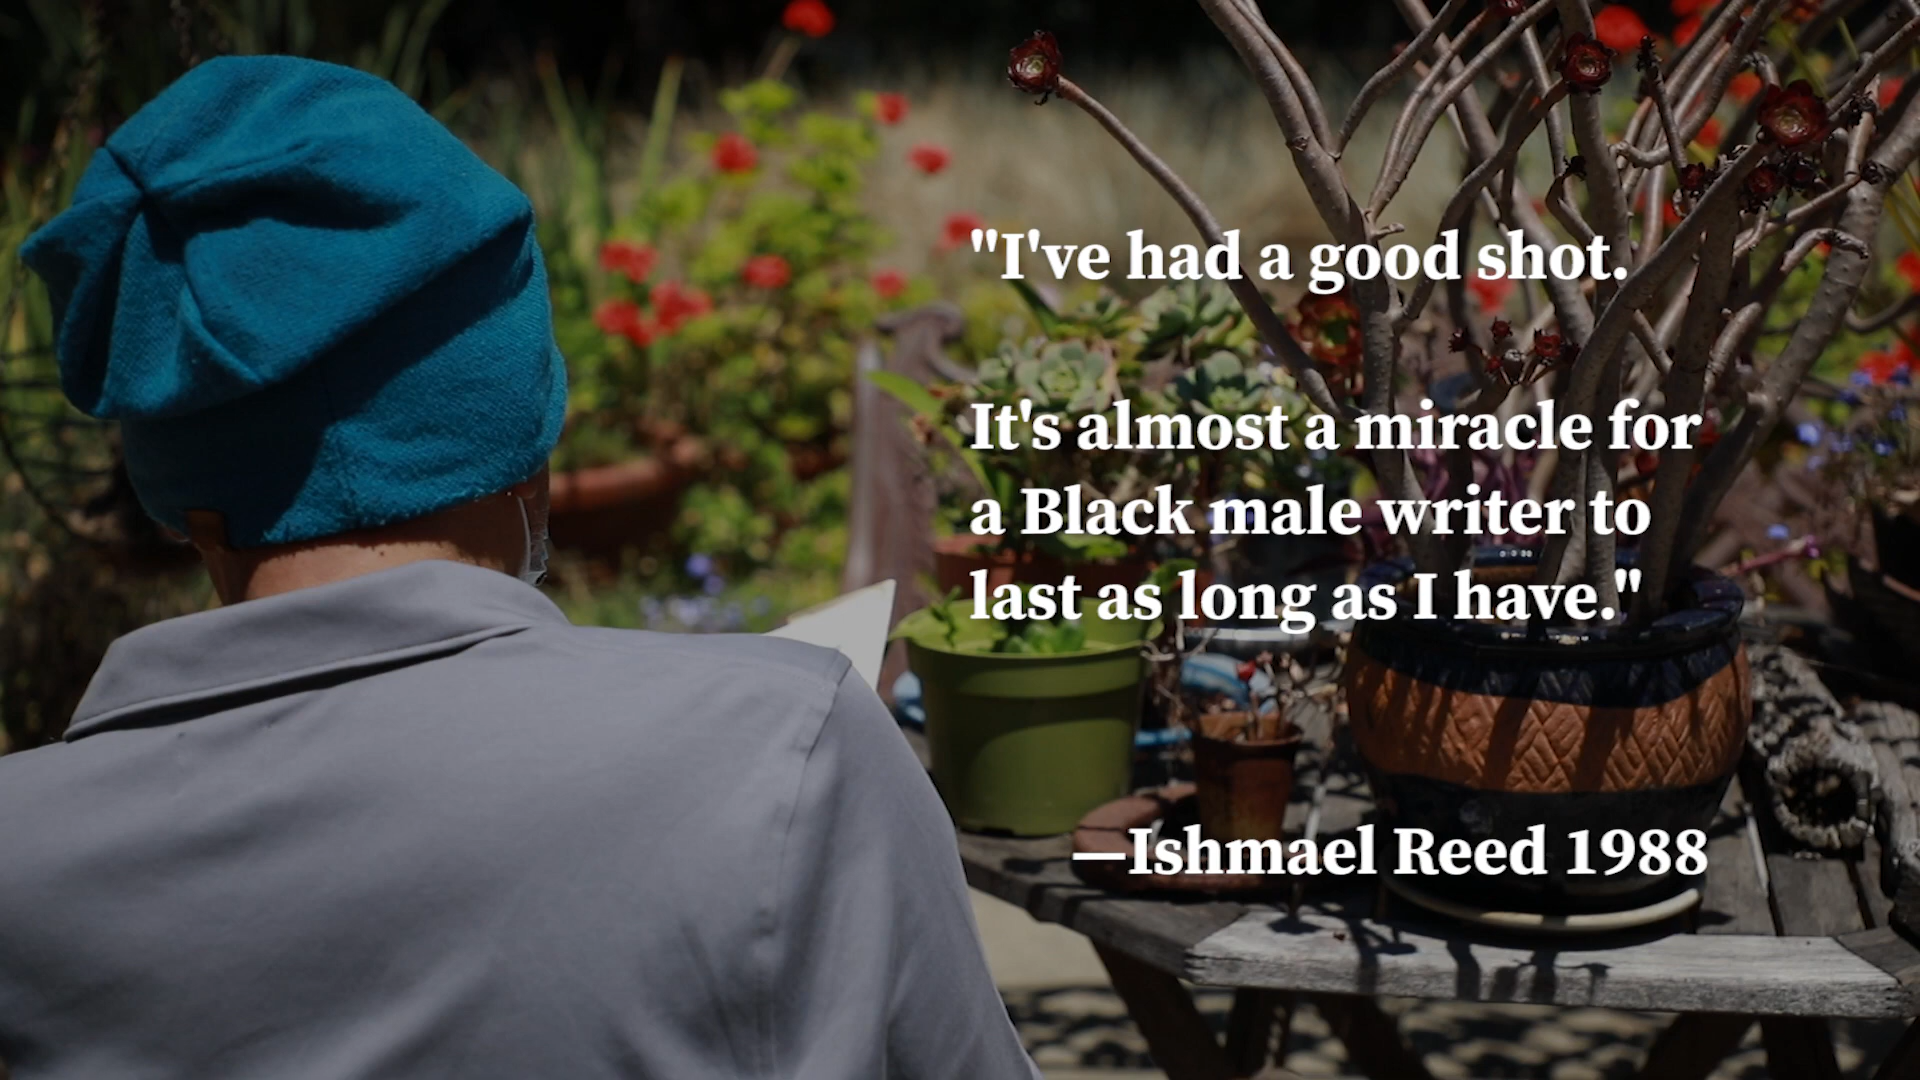 "I've had a good shot.
It's almost a miracle for
a Black male writer to
last as long as I have."
—Ishmael Reed 1988